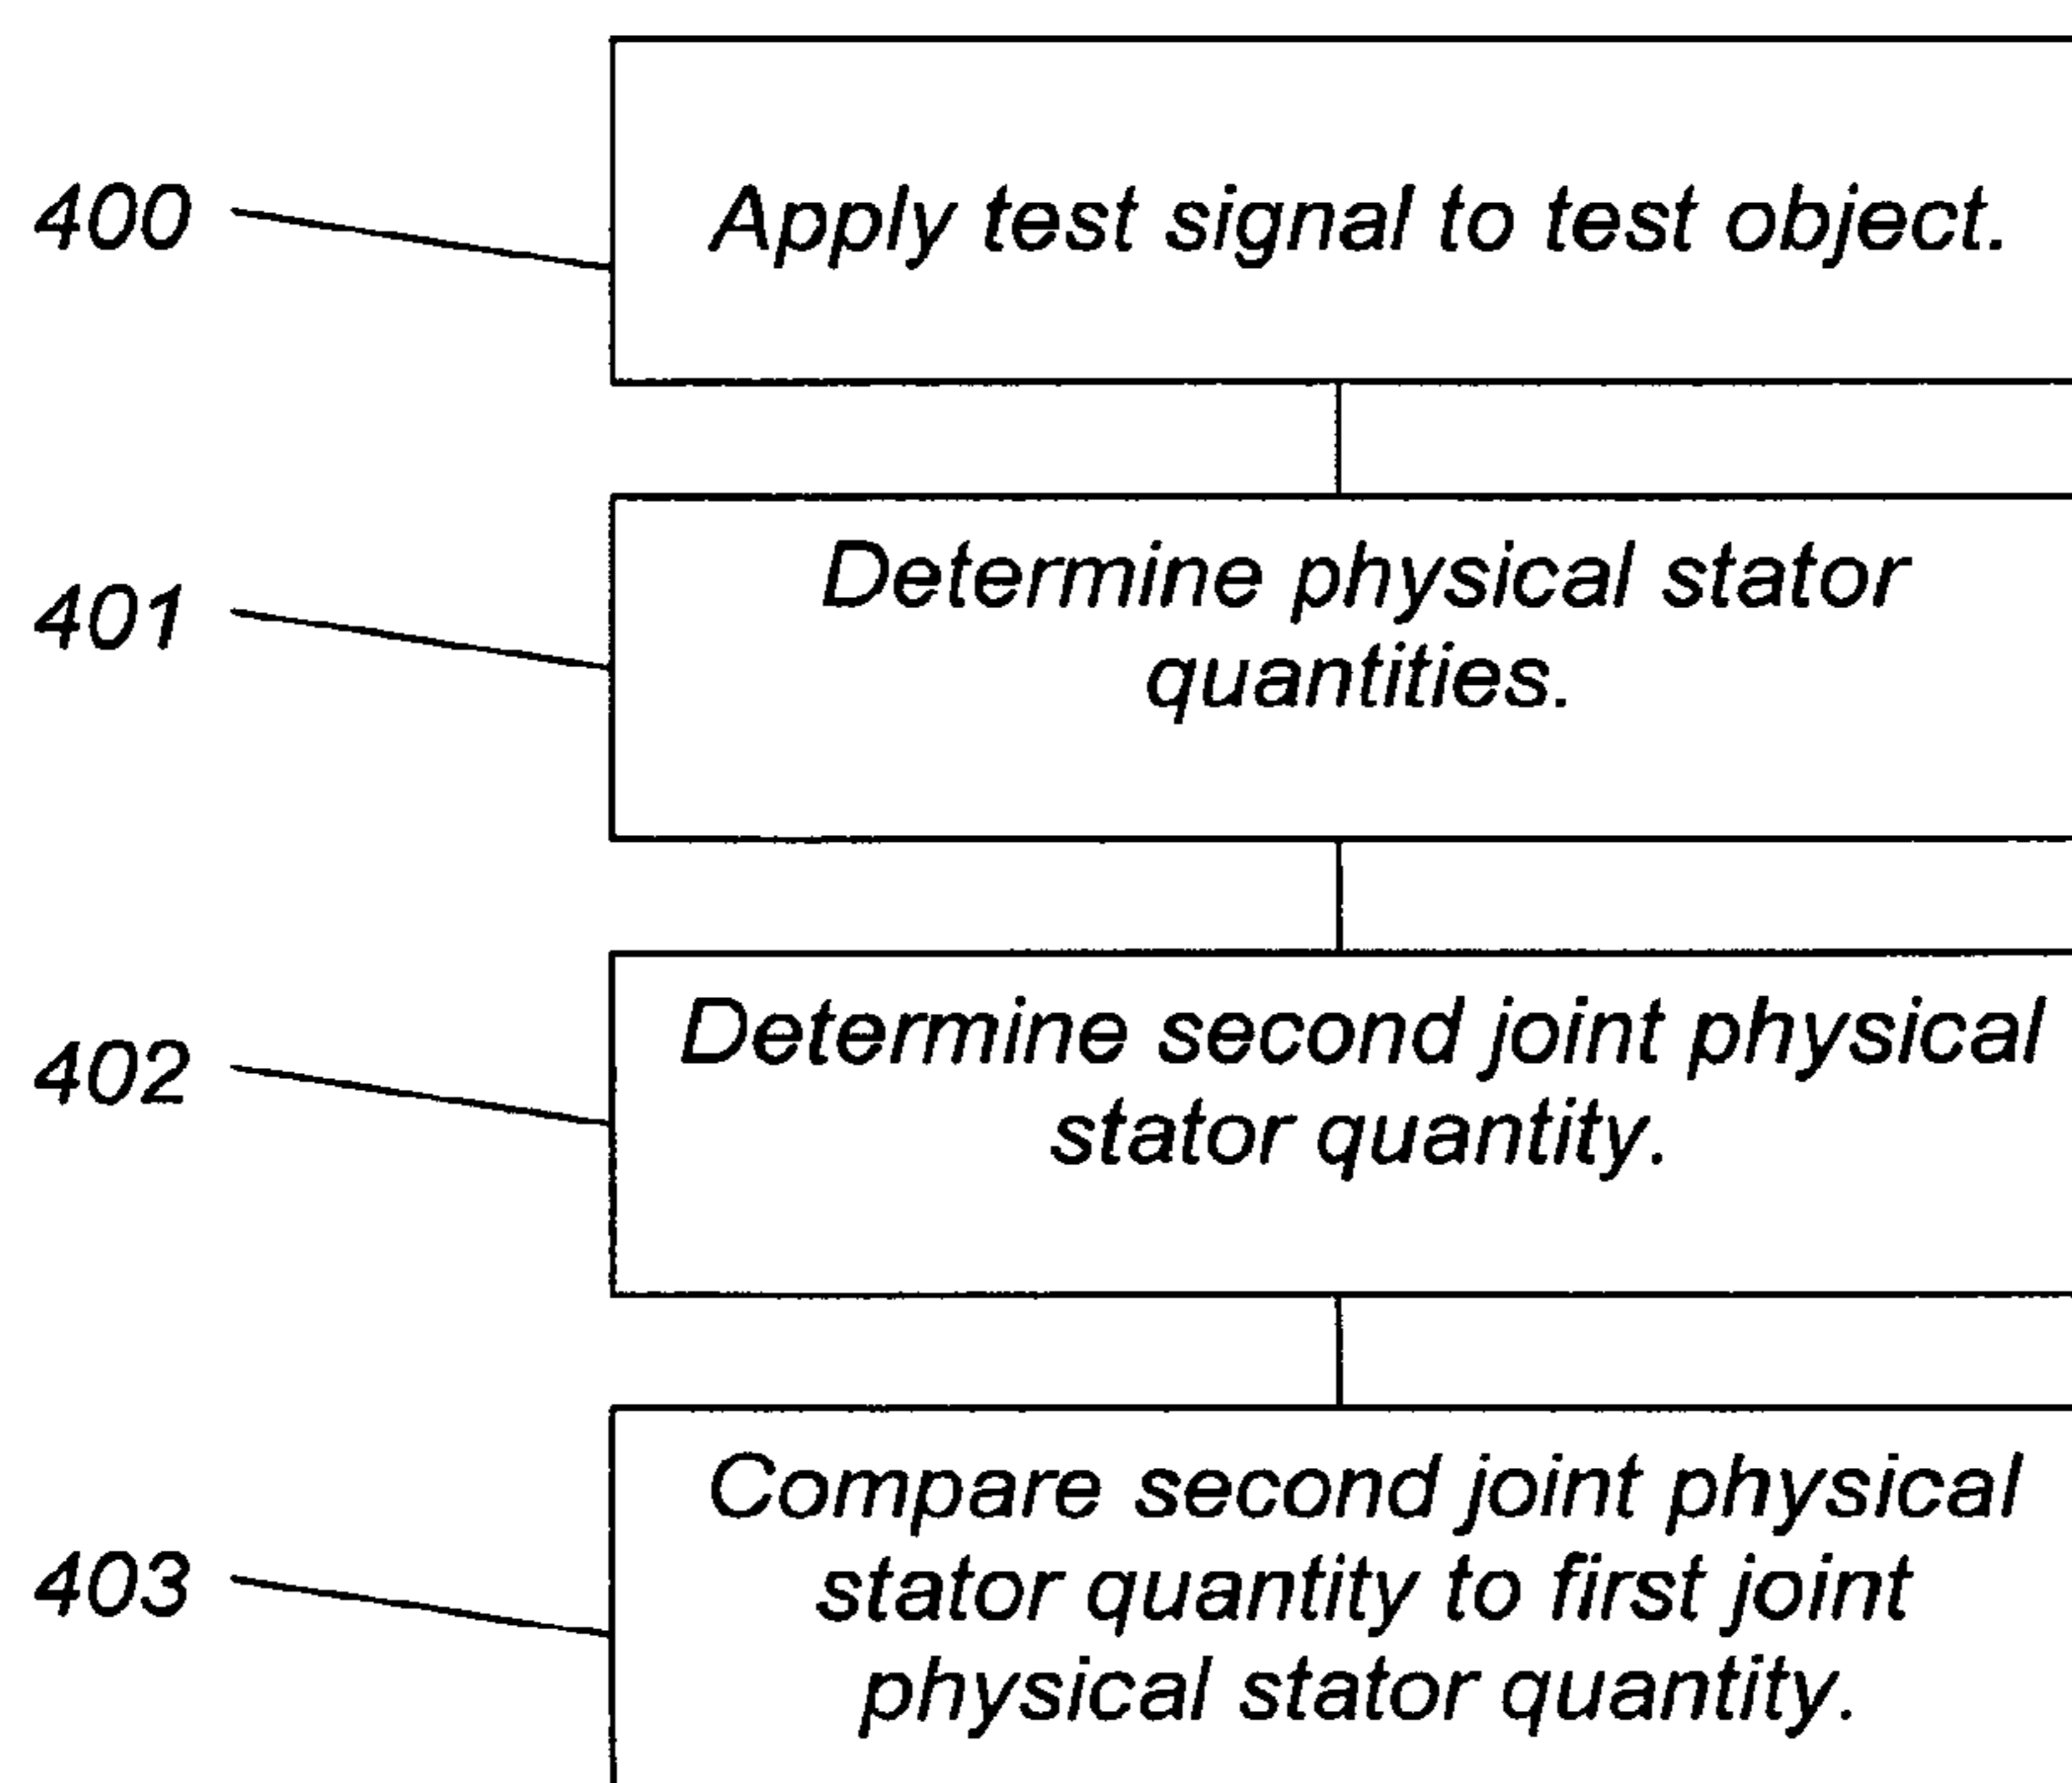 400
Apply test signal to test object.
401
Determine physical stator
quantities.
402
Determine second joint physical
stator quantity.
403
Compare second joint physical
stator quantity to first joint
physical stator quantity.